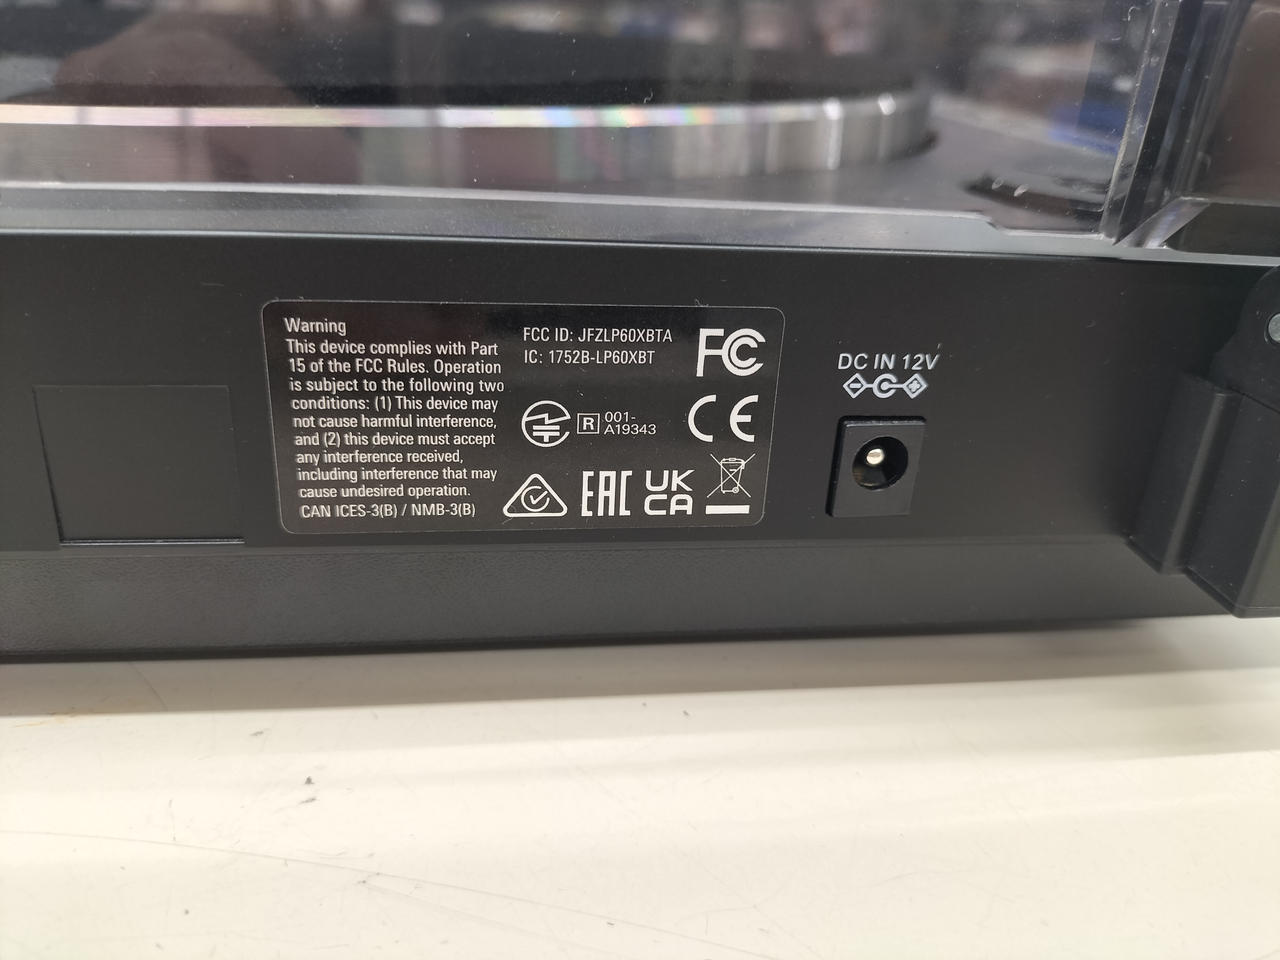 Warning
This device complies with Part
15 of the FCC Rules. Operation
is subject to the following two
conditions: (1) This device may
not cause harmful interference,
and (2) this device must accept
any interference received,
including interference that may
cause undesired operation.
CAN ICES-3(B) / NMB-3(B)
FCC ID: JFZLP60XBTA
IC: 1752B-LP60XBT
FC
R 001-
A19343
CE
EAC
UK
CA
DC IN 12V